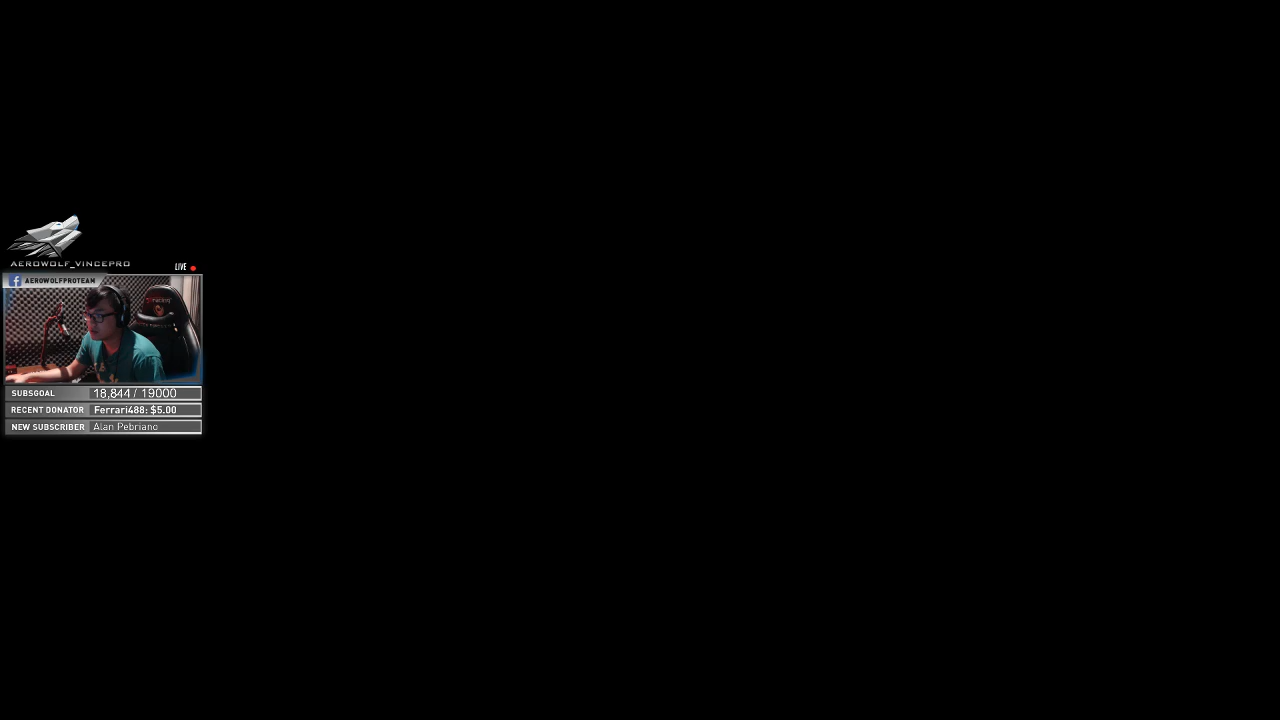 AEROWOLF_VINCEPRO
LIVE
AEROWOLFPROTEAM
SUBSGOAL 18,844 / 19000
RECENT DONATOR Ferrari488: $5.00
NEW SUBSCRIBER Alan Pebriano